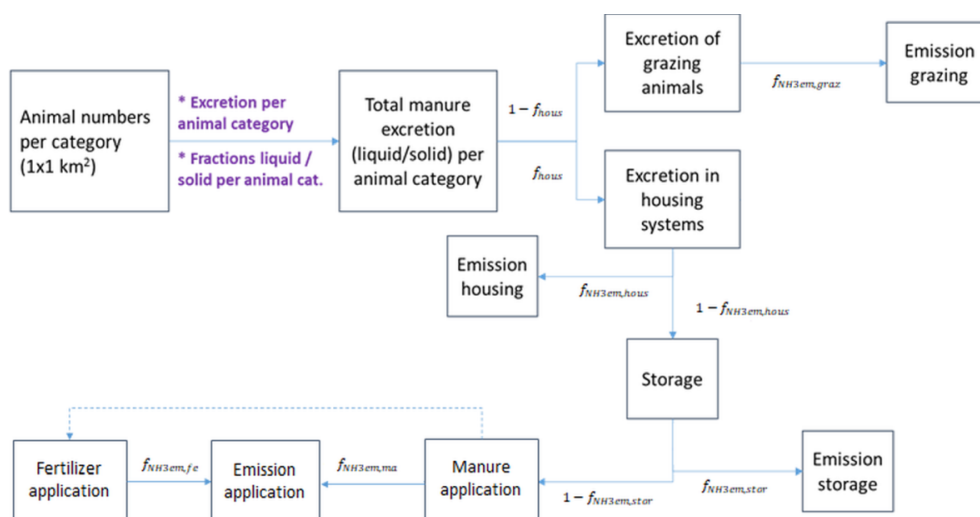 Animal numbers
per category
(1x1 km²)
* Excretion per
animal category
* Fractions liquid /
solid per animal cat.
Total manure
excretion
(liquid/solid) per
animal category
1 − f_hous
f_hous
Excretion of
grazing
animals
f_NH3em,graz
Emission
grazing
Excretion in
housing
systems
Emission
housing
f_NH3em,hous
1 − f_NH3em,hous
Storage
Fertilizer
application
f_NH3em,fe
Emission
application
f_NH3em,ma
Manure
application
1 − f_NH3em,stor
f_NH3em,stor
Emission
storage